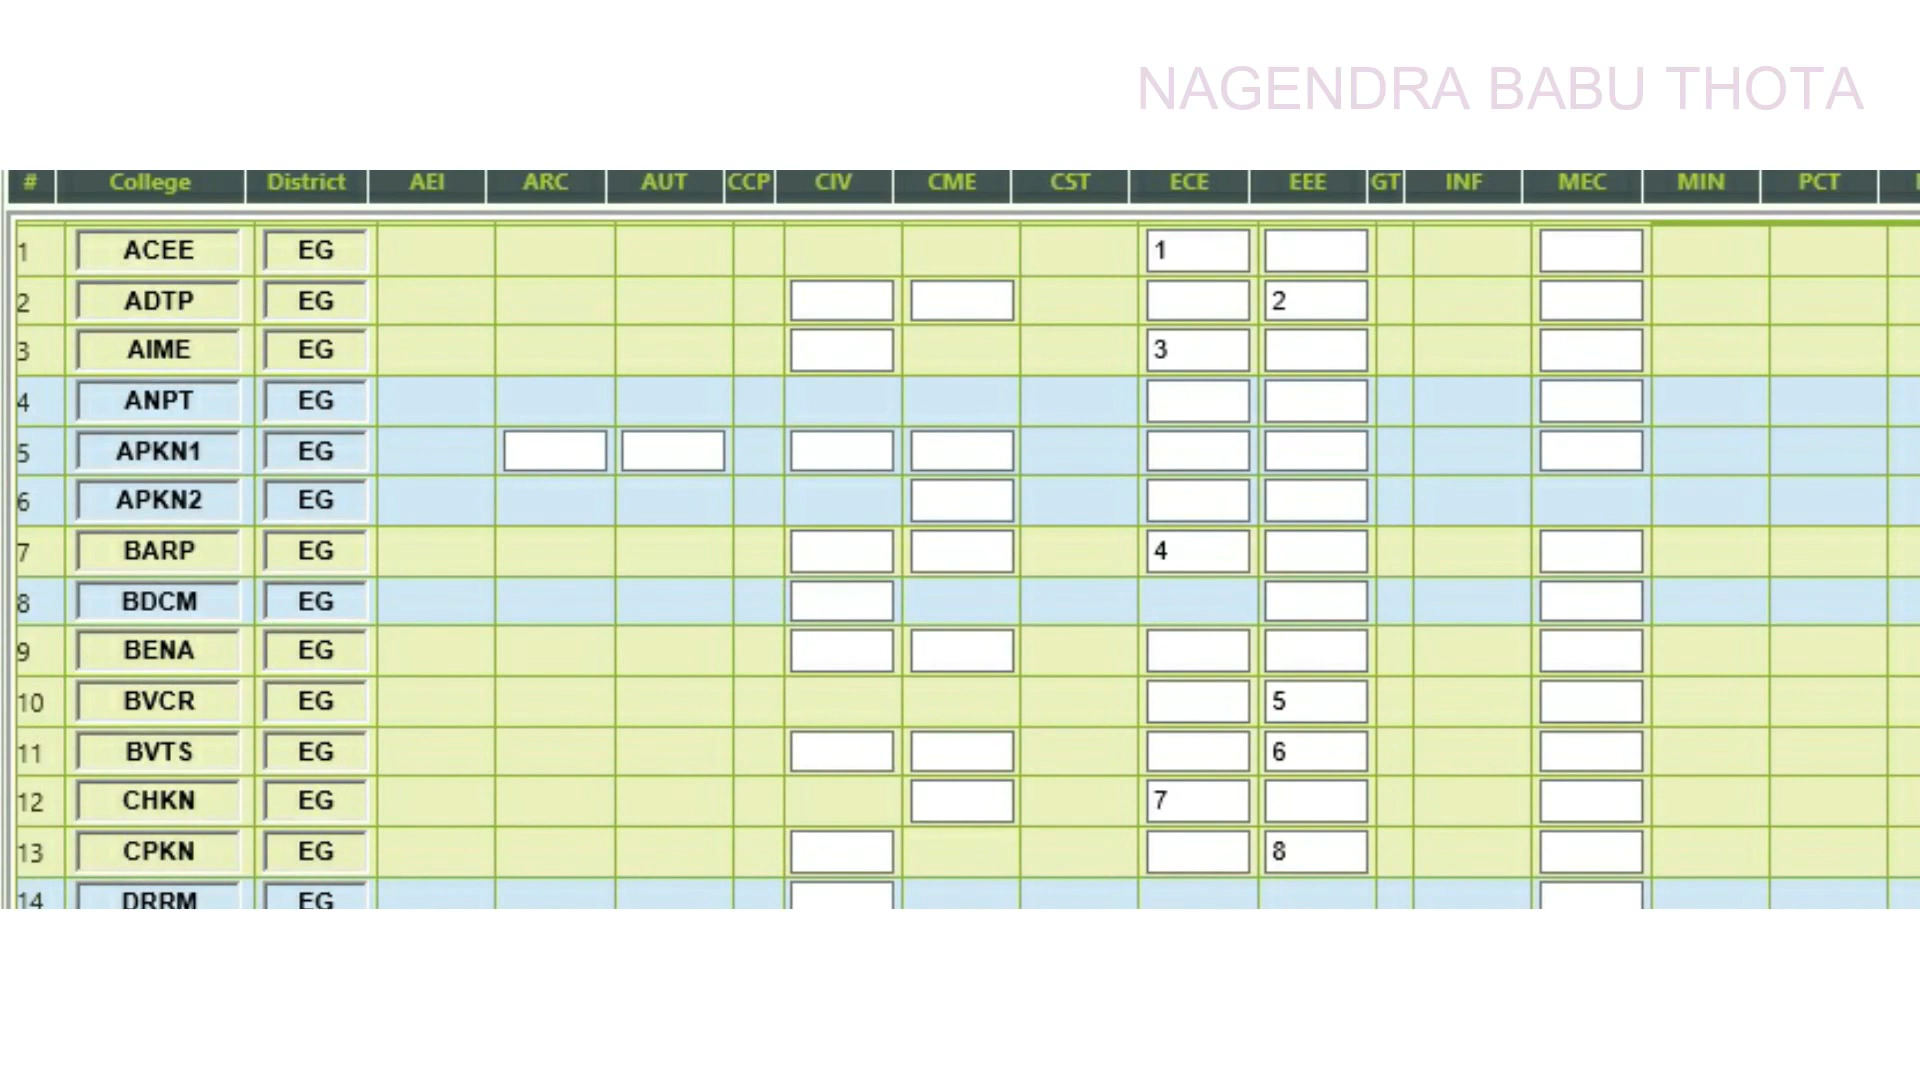 NAGENDRA BABU THOTA
# College District AEI ARC AUT CCP CIV CME CST ECE EEE GT INF MEC MIN PCT
1 ACEE EG 1
2 ADTP EG 2
3 AIME EG 3
4 ANPT EG
5 APKN1 EG
6 APKN2 EG
7 BARP EG 4
8 BDCM EG
9 BENA EG
10 BVCR EG 5
11 BVTS EG 6
12 CHKN EG 7
13 CPKN EG 8
14 DRRM EG